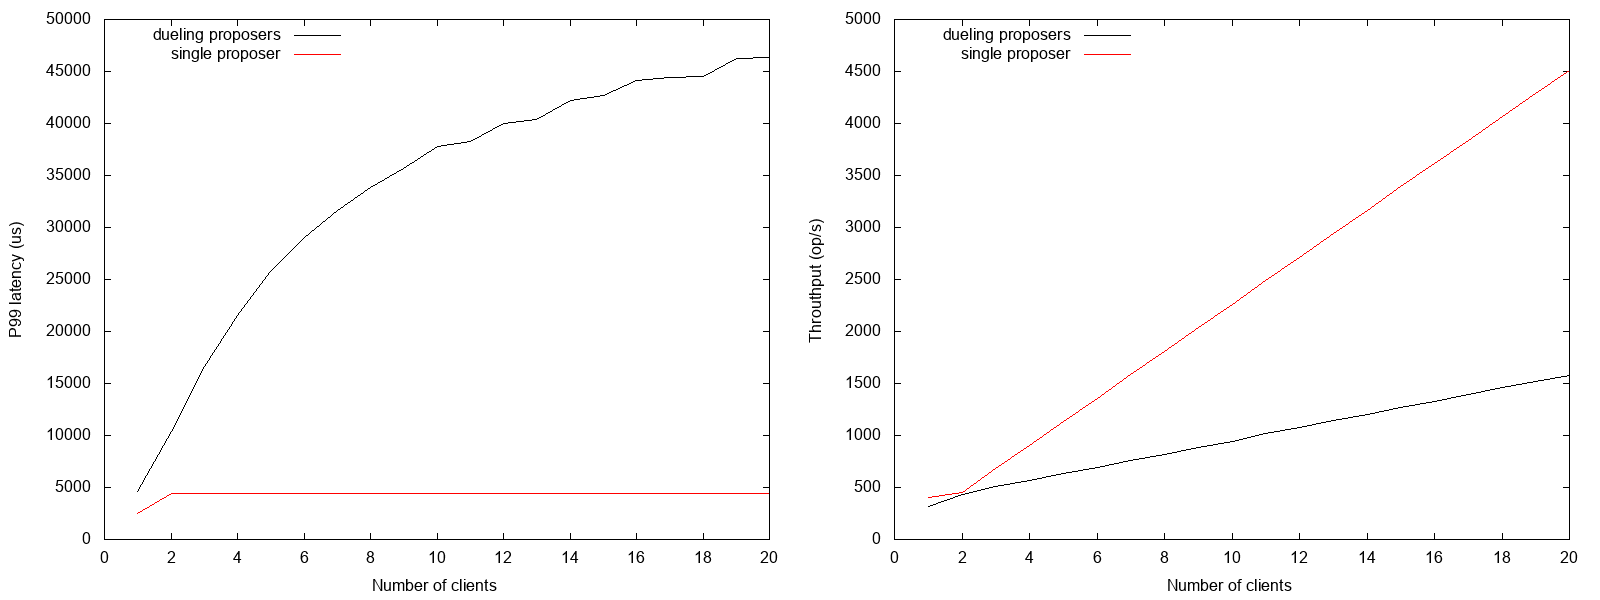 50000
45000
40000
35000
30000
25000
20000
15000
10000
5000
0
P99 latency (us)
dueling proposers
single proposer
0 2 4 6 8 10 12 14 16 18 20
Number of clients
5000
4500
4000
3500
3000
2500
2000
1500
1000
500
0
Throuthput (op/s)
dueling proposers
single proposer
0 2 4 6 8 10 12 14 16 18 20
Number of clients